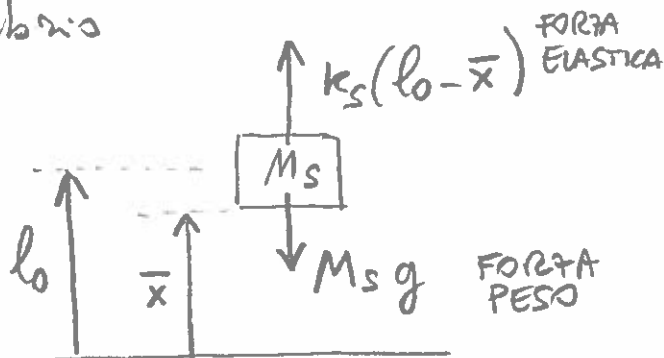 FORZA
ELASTICA
k_S(l_0 - x̄)
M_S
l_0
x̄
M_S g
FORZA
PESO